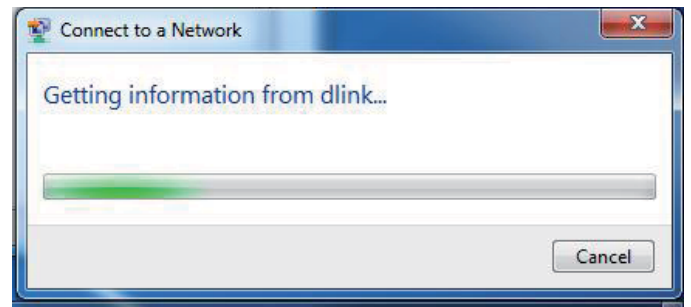 Connect to a Network
Getting information from dlink...
Cancel